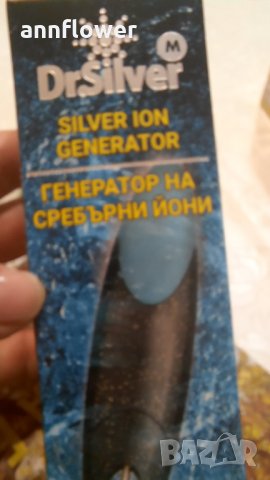 annflower
M
DrSilver
SILVER ION
GENERATOR
ГЕНЕРАТОР НА
СРЕБЪРНИ ЙОНИ
BAZAR